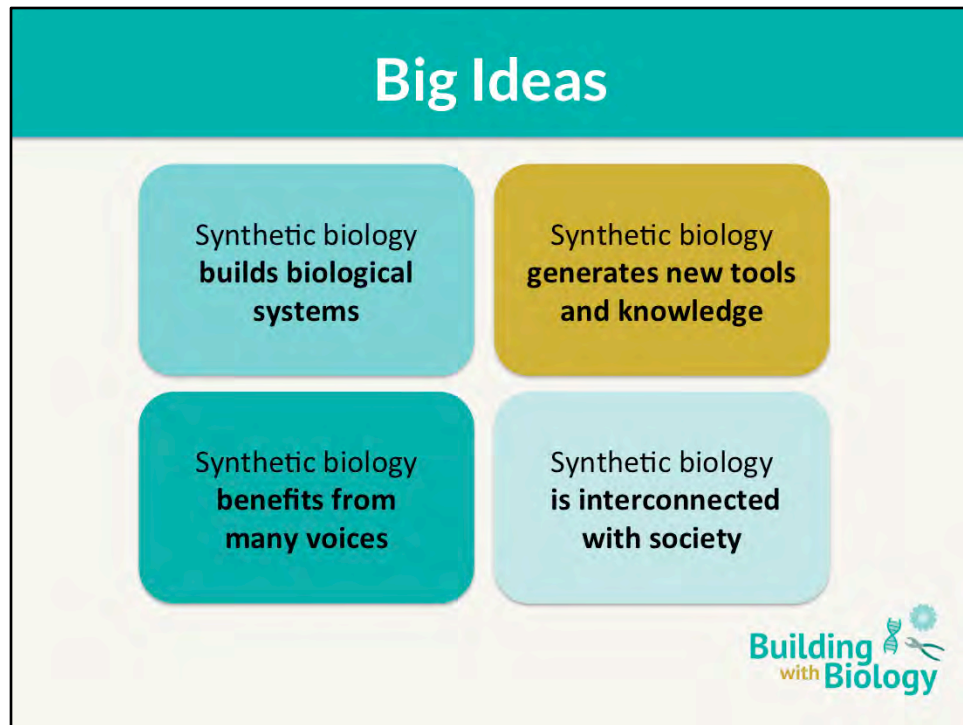 Big Ideas
Synthetic biology
builds biological
systems
Synthetic biology
generates new tools
and knowledge
Synthetic biology
benefits from
many voices
Synthetic biology
is interconnected
with society
Building
with Biology